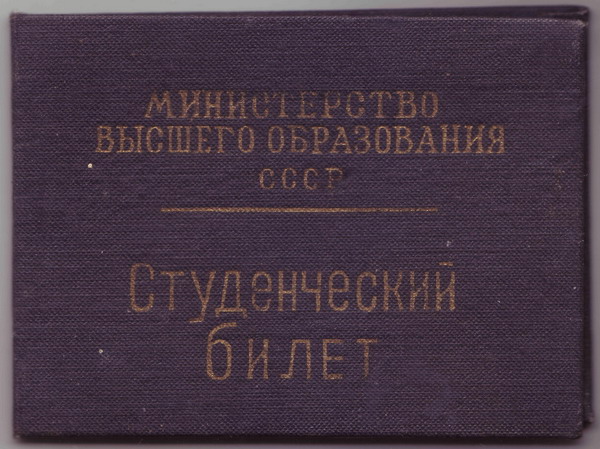 МИНИСТЕРСТВО
ВЫСШЕГО ОБРАЗОВАНИЯ
СССР
Студенческий
билет